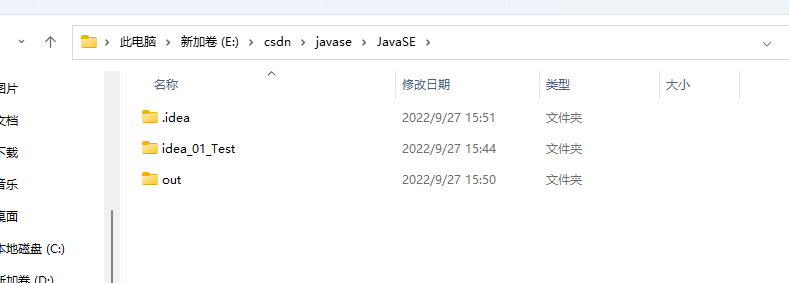 此电脑 > 新加卷 (E:) > csdn > javase > JavaSE >
名称 修改日期 类型 大小
.idea 2022/9/27 15:51 文件夹
idea_01_Test 2022/9/27 15:44 文件夹
out 2022/9/27 15:50 文件夹
图片
文档
下载
音乐
桌面
本地磁盘 (C:)
新加卷 (D:)